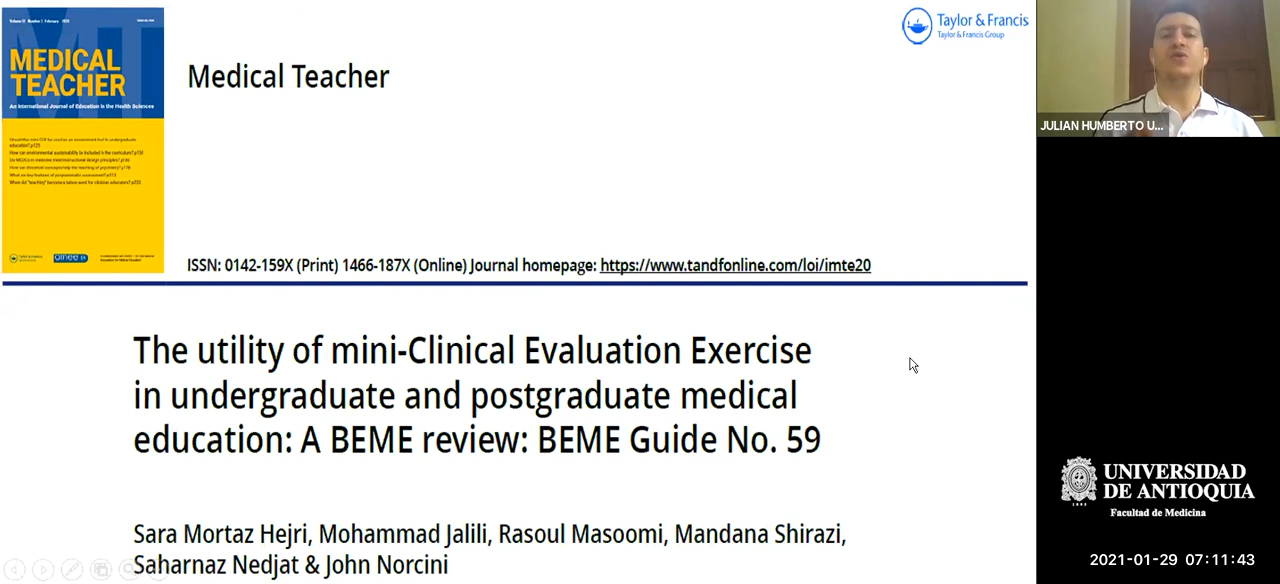 MEDICAL
TEACHER
An International Journal of Education in the Health Sciences
Taylor & Francis
Taylor & Francis Group
Medical Teacher
ISSN: 0142-159X (Print) 1466-187X (Online) Journal homepage: https://www.tandfonline.com/loi/imte20
The utility of mini-Clinical Evaluation Exercise
in undergraduate and postgraduate medical
education: A BEME review: BEME Guide No. 59
Sara Mortaz Hejri, Mohammad Jalili, Rasoul Masoomi, Mandana Shirazi,
Saharnaz Nedjat & John Norcini
JULIAN HUMBERTO U...
UNIVERSIDAD
DE ANTIOQUIA
1803
Facultad de Medicina
2021-01-29 07:11:43